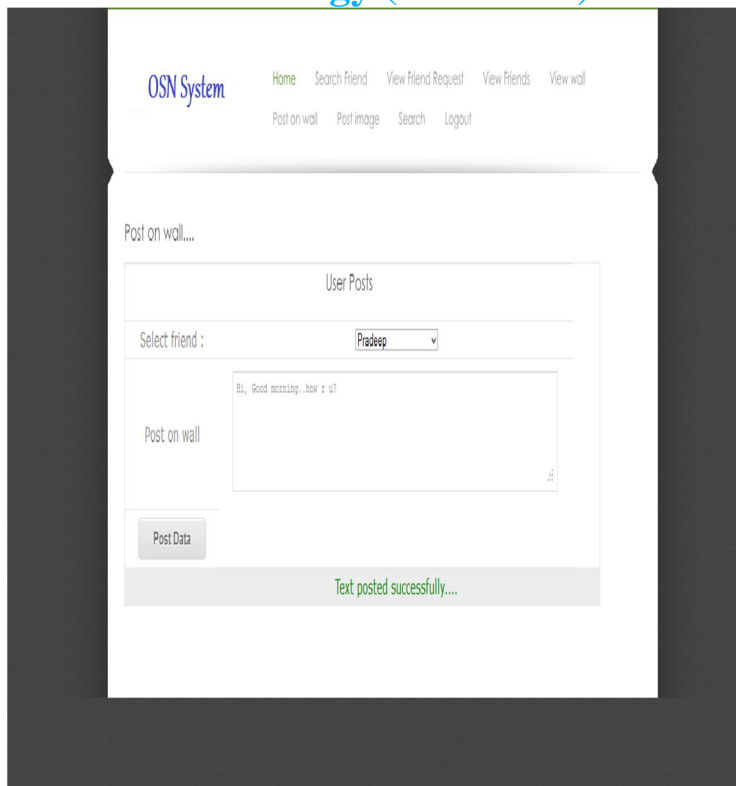 OSN System
Home Search Friend View Friend Request View Friends View wall
Post on wall Post image Search Logout
Post on wall....
User Posts
Select friend :
Pradeep
Hi, Good morning..how r u?
Post on wall
Post Data
Text posted successfully....